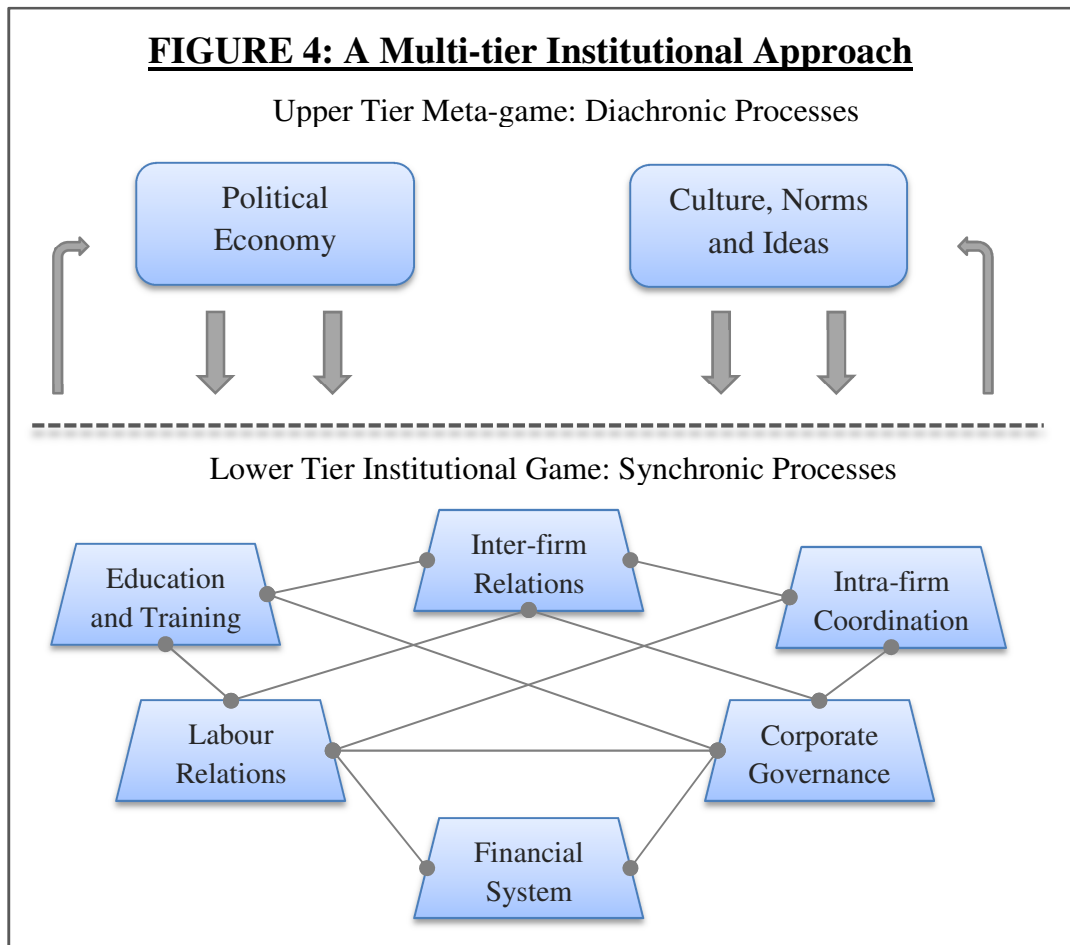 FIGURE 4: A Multi-tier Institutional Approach
Upper Tier Meta-game: Diachronic Processes
Political
Economy
Culture, Norms
and Ideas
Lower Tier Institutional Game: Synchronic Processes
Education
and Training
Inter-firm
Relations
Intra-firm
Coordination
Labour
Relations
Corporate
Governance
Financial
System